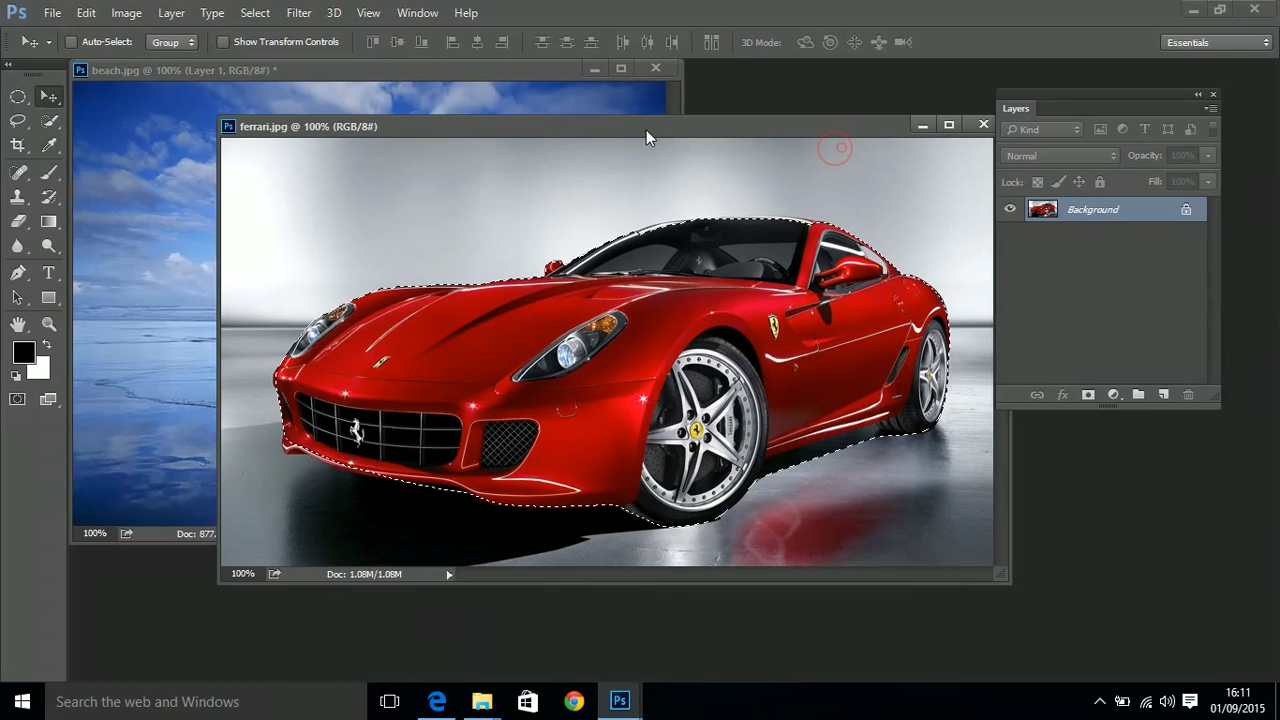 Ps File Edit Image Layer Type Select Filter 3D View Window Help
Auto-Select: Group Show Transform Controls 3D Mode: Essentials
Ps beach.jpg @ 100% (Layer 1, RGB/8#) *
Ps ferrari.jpg @ 100% (RGB/8#)
Layers
Kind
Normal Opacity: 100%
Lock: Fill: 100%
Background
100% Doc: 877.
100% Doc: 1.08M/1.08M
Search the web and Windows
Ps
16:11
01/09/2015